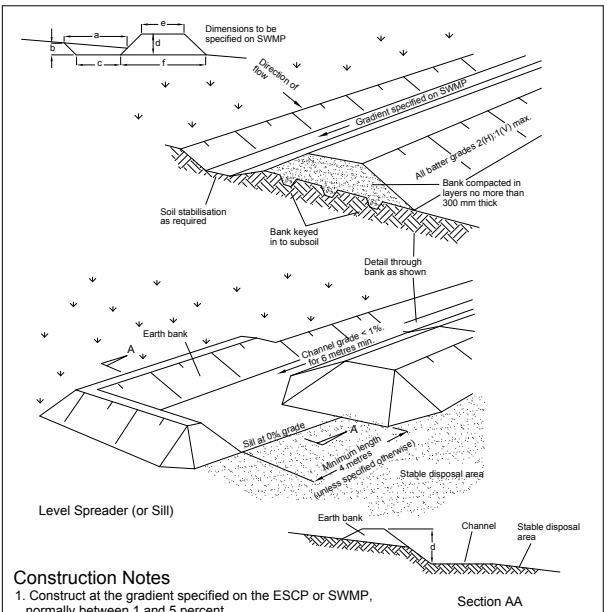 e
a
b
d
c
f
Dimensions to be
specified on SWMP
Direction of
flow
Gradient specified on SWMP
All batter grades 2(H):1(V) max.
Bank compacted in
layers no more than
300 mm thick
Soil stabilisation
as required
Bank keyed
in to subsoil
Detail through
bank as shown
Earth bank
A
Channel grade < 1%.
for 6 metres min.
Sill at 0% grade
A
Minimum length
4 metres
(unless specified otherwise)
Stable disposal area
Level Spreader (or Sill)
Earth bank
Channel
Stable disposal
area
d
Section AA
Construction Notes
1. Construct at the gradient specified on the ESCP or SWMP,
normally between 1 and 5 percent